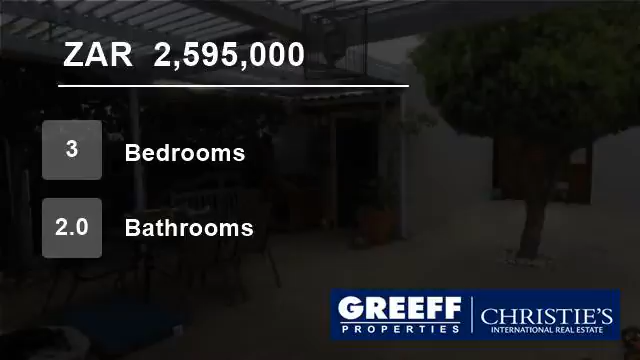 ZAR 2,595,000
3 Bedrooms
2.0 Bathrooms
GREEFF
PROPERTIES
CHRISTIE'S
INTERNATIONAL REAL ESTATE